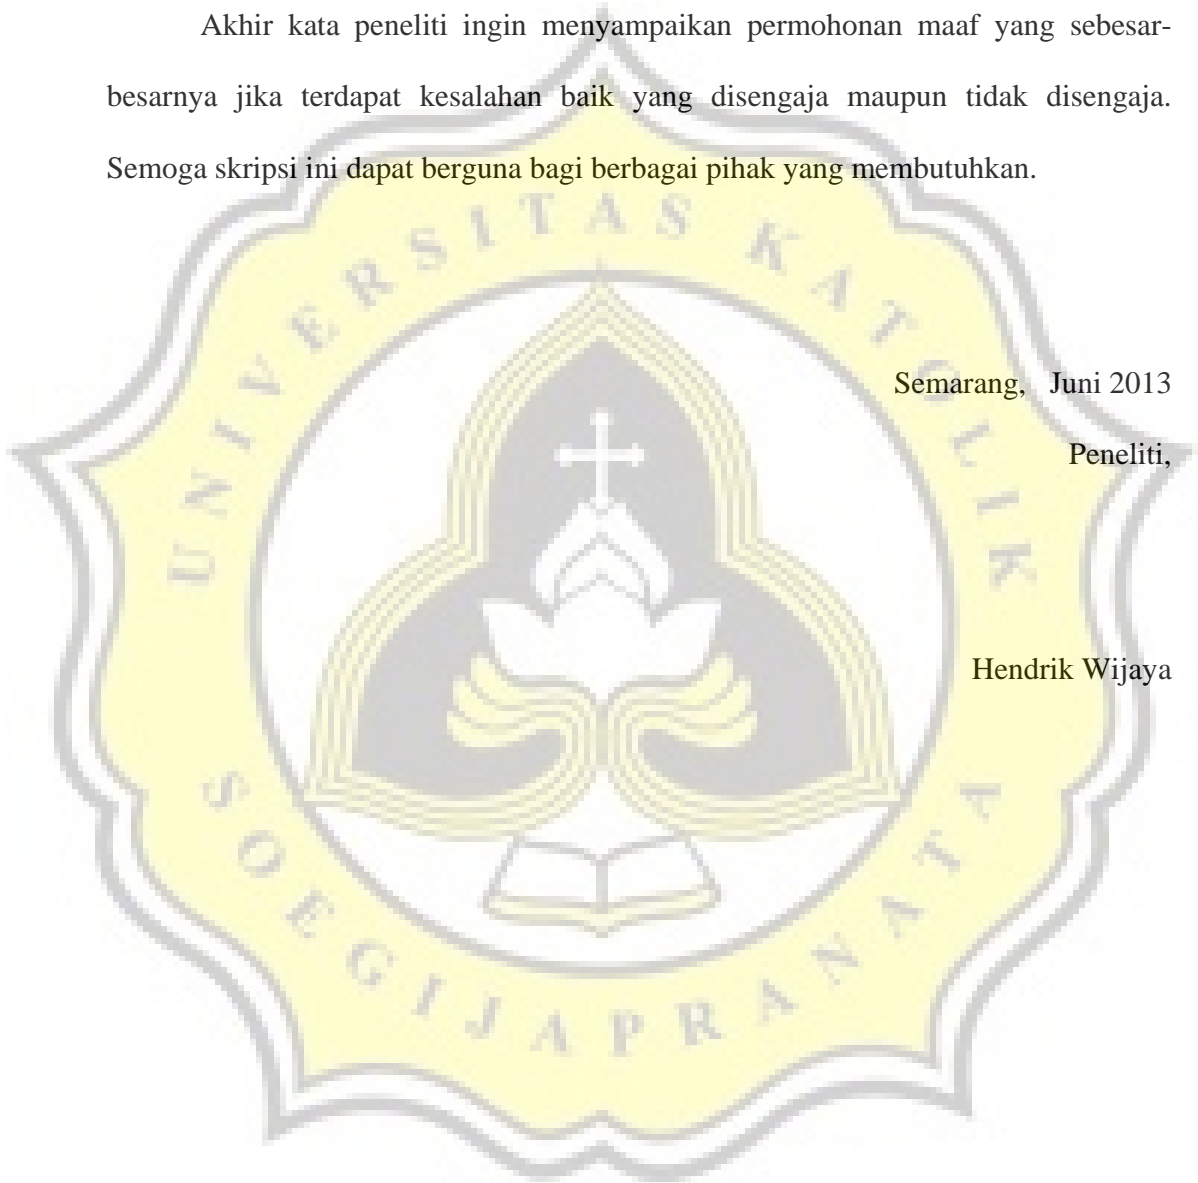 Akhir kata peneliti ingin menyampaikan permohonan maaf yang sebesar-
besarnya jika terdapat kesalahan baik yang disengaja maupun tidak disengaja.
Semoga skripsi ini dapat berguna bagi berbagai pihak yang membutuhkan.
UNIVERSITAS KATOLIK
Semarang, Juni 2013
Peneliti,
Hendrik Wijaya
SOEGIJAPRANATA